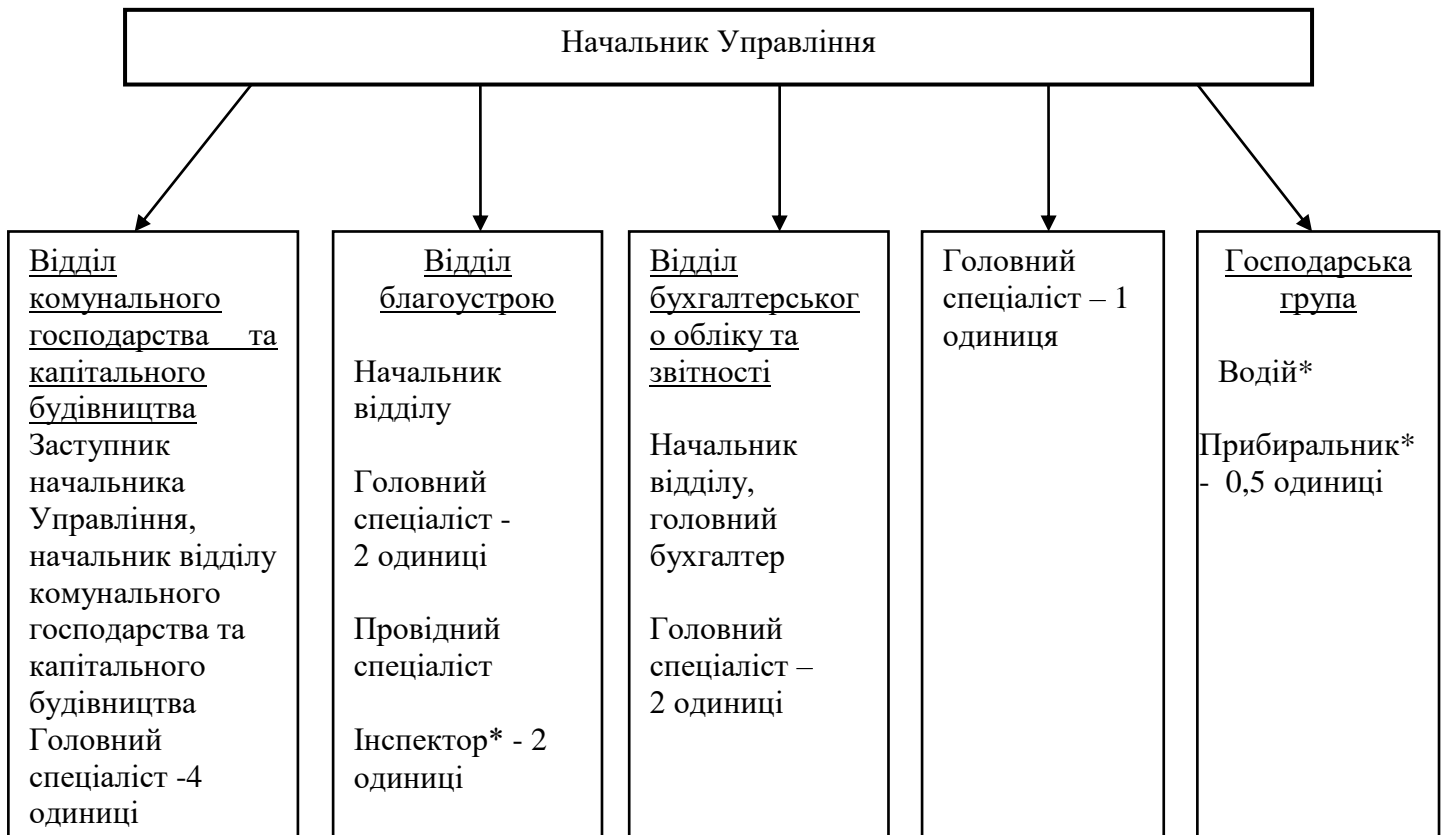 Начальник Управління
Відділ
комунального
господарства та
капітального
будівництва
Заступник
начальника
Управління,
начальник відділу
комунального
господарства та
капітального
будівництва
Головний
спеціаліст -4
одиниці
Відділ
благоустрою
Начальник
відділу
Головний
спеціаліст -
2 одиниці
Провідний
спеціаліст
Інспектор* - 2
одиниці
Відділ
бухгалтерськог
о обліку та
звітності
Начальник
відділу,
головний
бухгалтер
Головний
спеціаліст –
2 одиниці
Головний
спеціаліст – 1
одиниця
Господарська
група
Водій*
Прибиральник*
- 0,5 одиниці